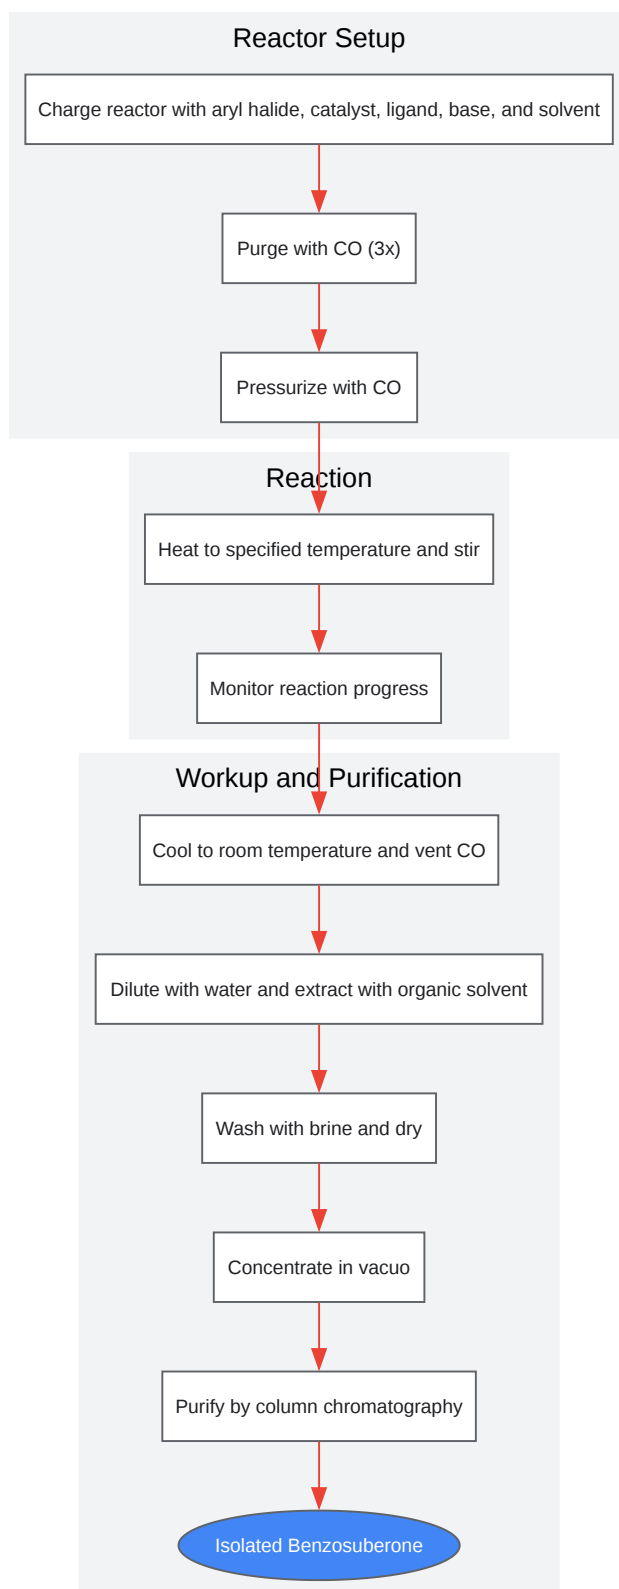 Reactor Setup
Charge reactor with aryl halide, catalyst, ligand, base, and solvent
Purge with CO (3x)
Pressurize with CO
Reaction
Heat to specified temperature and stir
Monitor reaction progress
Workup and Purification
Cool to room temperature and vent CO
Dilute with water and extract with organic solvent
Wash with brine and dry
Concentrate in vacuo
Purify by column chromatography
Isolated Benzosuberone